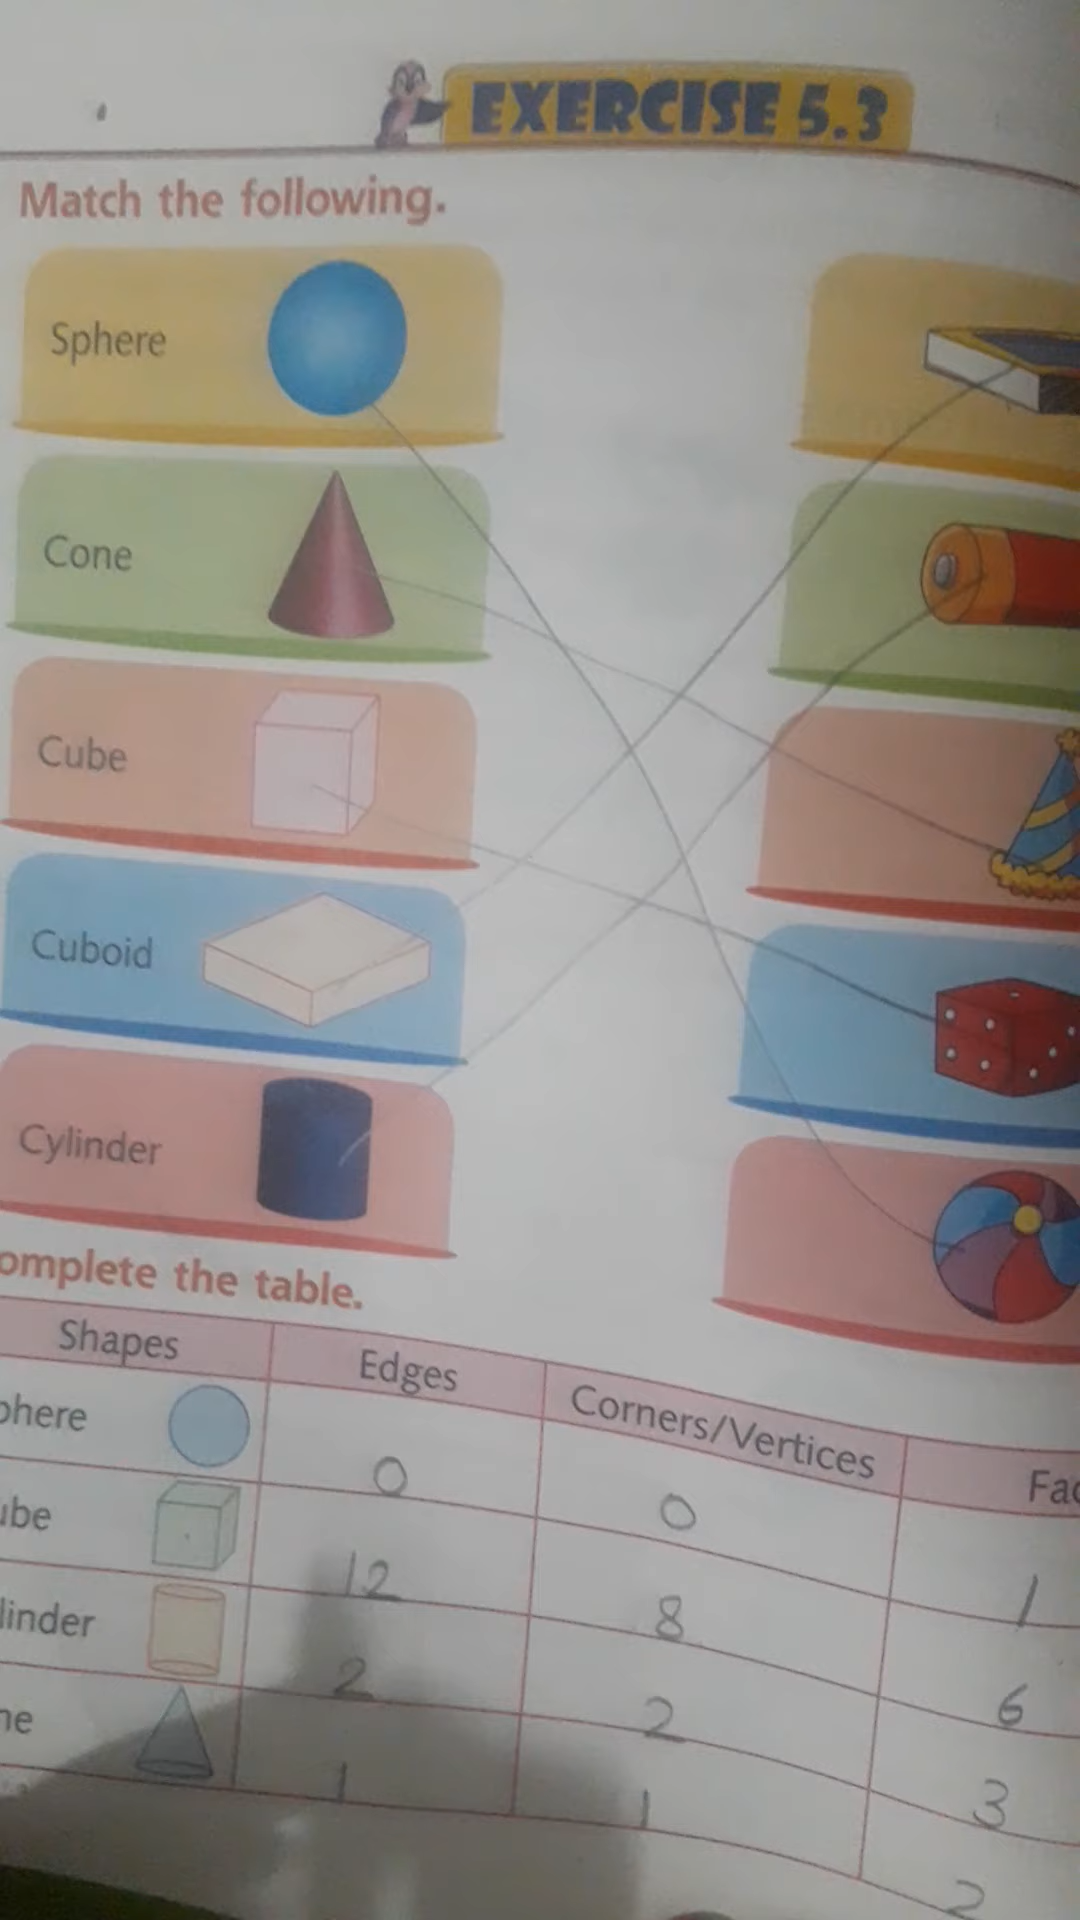 EXERCISE 5.3
Match the following.
Sphere
Cone
Cube
Cuboid
Cylinder
omplete the table.
Shapes Edges Corners/Vertices Fac
phere 0 0 1
ube 12 8 6
linder 2 2 3
ne 1 1 2